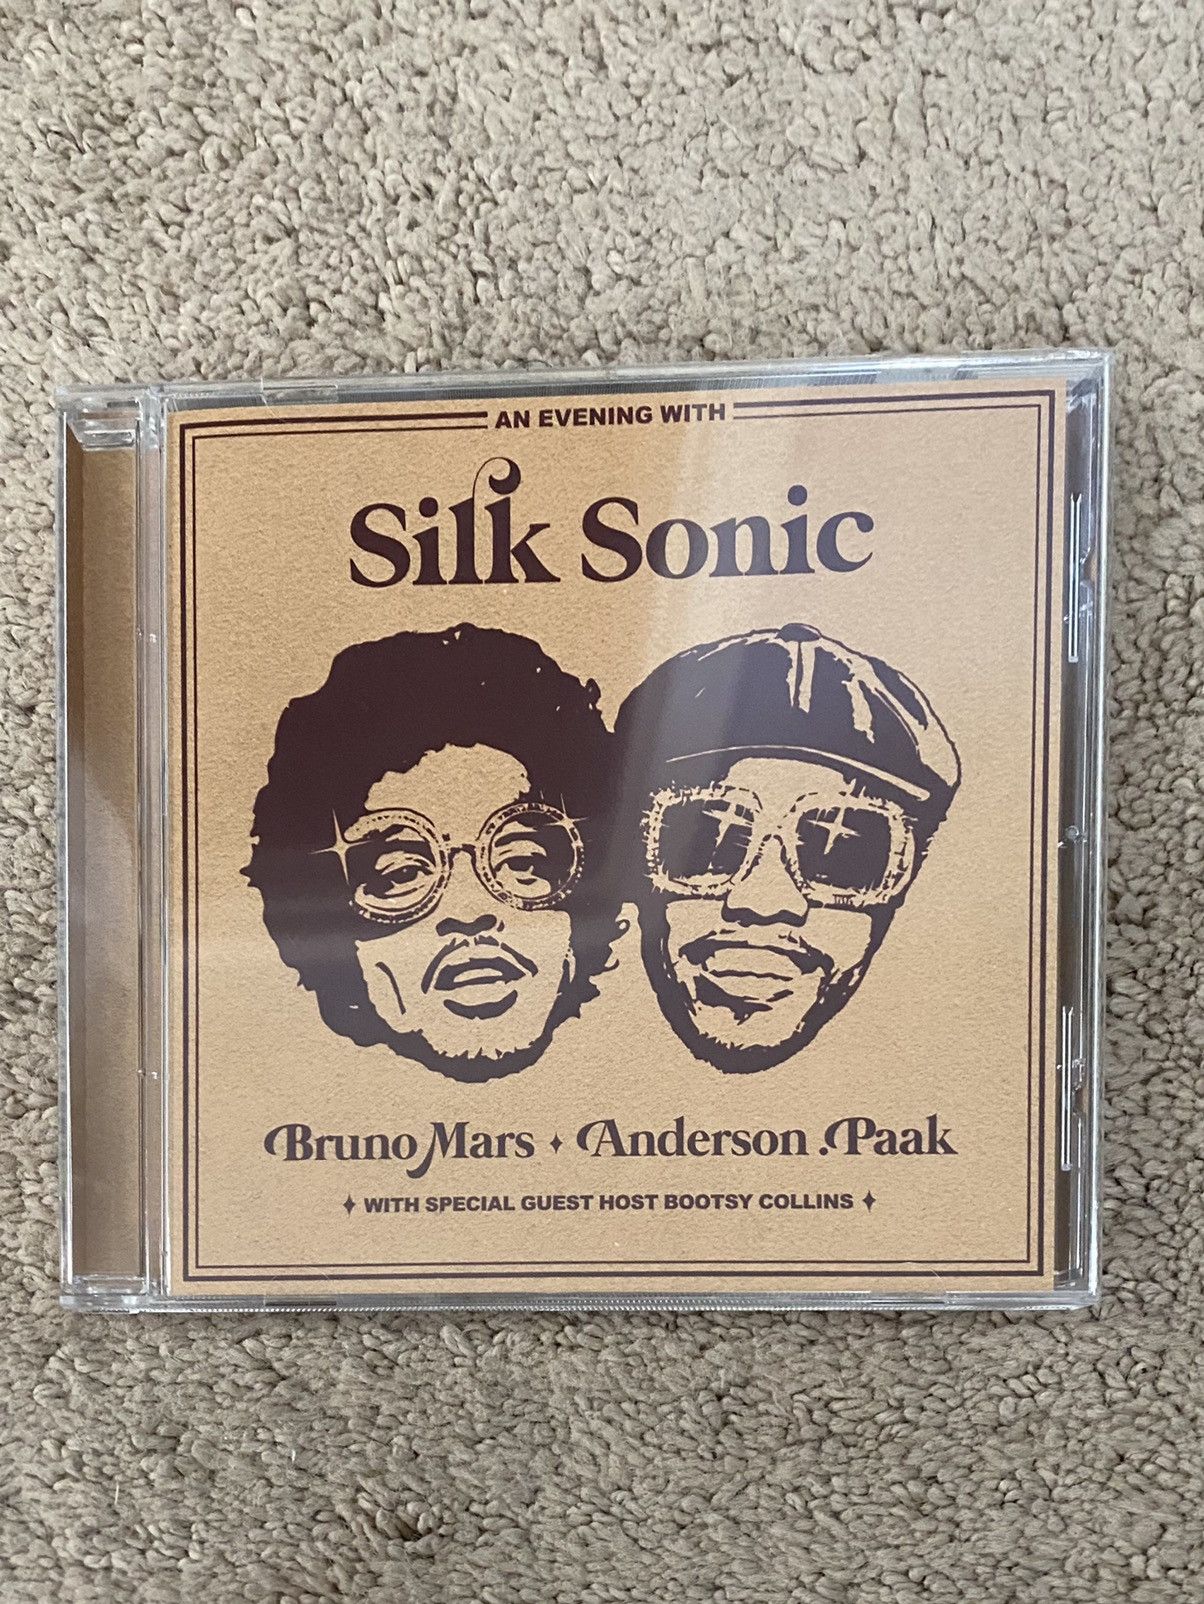 AN EVENING WITH
Silk Sonic
Bruno Mars ✦ Anderson .Paak
✦ WITH SPECIAL GUEST HOST BOOTSY COLLINS ✦